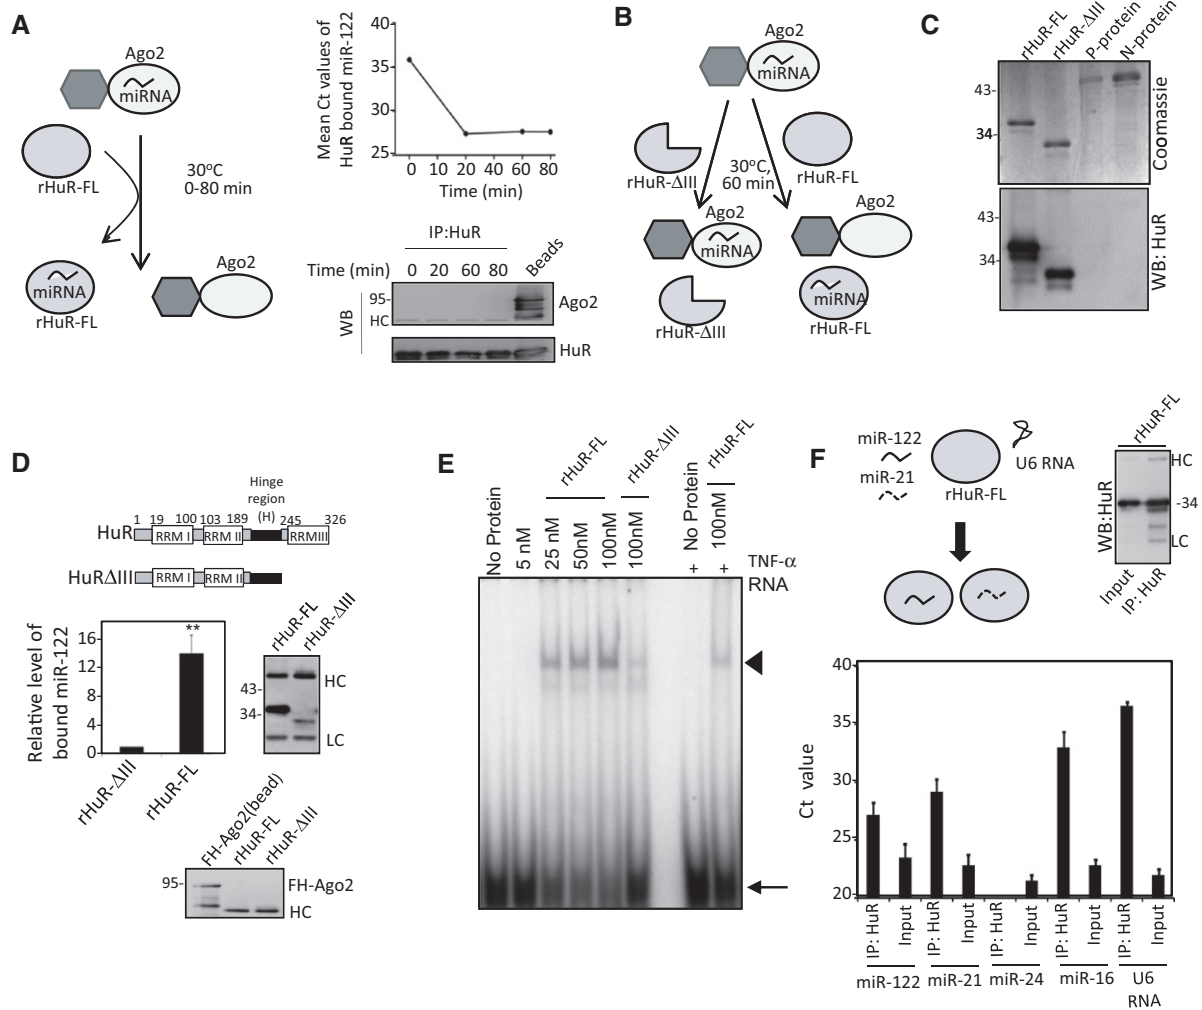 A
Ago2
miRNA
rHuR-FL
30ºC
0-80 min
miRNA
rHuR-FL
Ago2
Mean Ct values of
HuR bound miR-122
40
35
30
25
0 10 20 40 60 80
Time (min)
IP:HuR
Beads
Time (min) 0 20 60 80
WB
95-
HC
Ago2
HuR
B
Ago2
miRNA
rHuR-ΔIII
30ºC,
60 min
rHuR-FL
Ago2
miRNA
Ago2
rHuR-ΔIII
miRNA
rHuR-FL
C
rHuR-FL
rHuR-ΔIII
P-protein
N-protein
43-
34-
Coomassie
43-
34-
WB: HuR
D
Hinge
region
(H)
1 19 100 103 189 245 326
HuR RRM I RRM II RRMIII
HuRΔIII RRM I RRM II
Relative level of
bound miR-122
16
12
8
4
0
**
rHuR-ΔIII
rHuR-FL
rHuR-FL
rHuR-ΔIII
43-
34-
HC
LC
FH-Ago2(bead)
rHuR-FL
rHuR-ΔIII
95-
FH-Ago2
HC
E
rHuR-FL
rHuR-ΔIII
rHuR-FL
No Protein
5 nM
25 nM
50nM
100nM
100nM
No Protein
100nM
+ +
TNF-α
RNA
F
miR-122
miR-21
rHuR-FL
U6 RNA
rHuR-FL
WB:HuR
HC
-34
LC
Input
IP: HuR
Ct value
40
35
30
25
20
IP: HuR
Input
IP: HuR
Input
IP: HuR
Input
IP: HuR
Input
IP: HuR
Input
miR-122 miR-21 miR-24 miR-16 U6
RNA